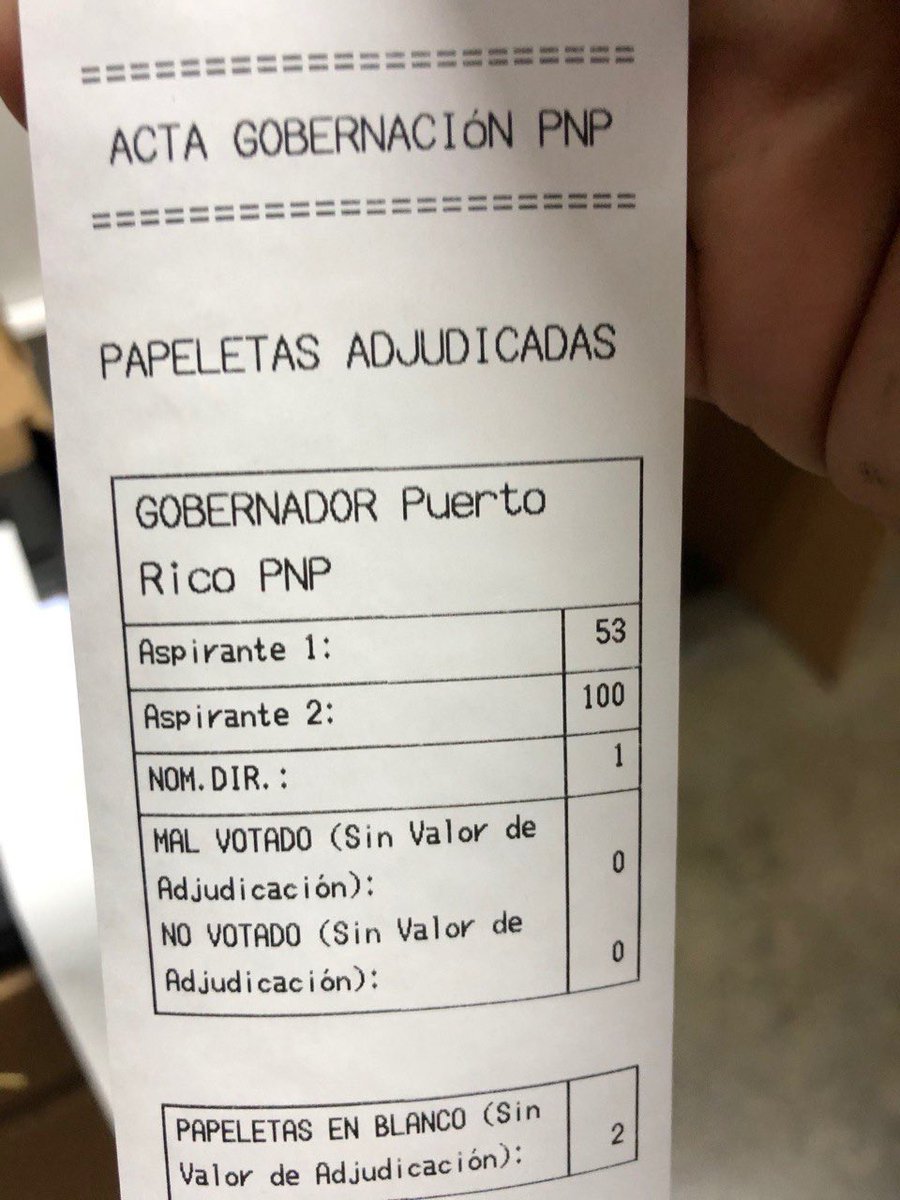 ======================
ACTA GOBERNACIóN PNP
======================
PAPELETAS ADJUDICADAS
GOBERNADOR Puerto
Rico PNP
Aspirante 1: 53
Aspirante 2: 100
NOM.DIR.: 1
MAL VOTADO (Sin Valor de
Adjudicación): 0
NO VOTADO (Sin Valor de
Adjudicación): 0
PAPELETAS EN BLANCO (Sin
Valor de Adjudicación): 2